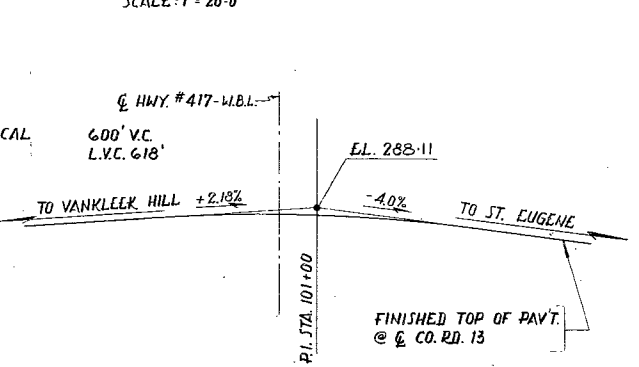 SCALE: 1"=20'-0"
℄ HWY. #417-W.B.L.
CAL 600' V.C.
L.V.C. 618'
EL. 288.11
TO VANKLEEK HILL +2.18%
-4.0%
TO ST. EUGENE
P.I. STA. 101+00
FINISHED TOP OF PAV'T.
@ ℄ CO. RD. 13